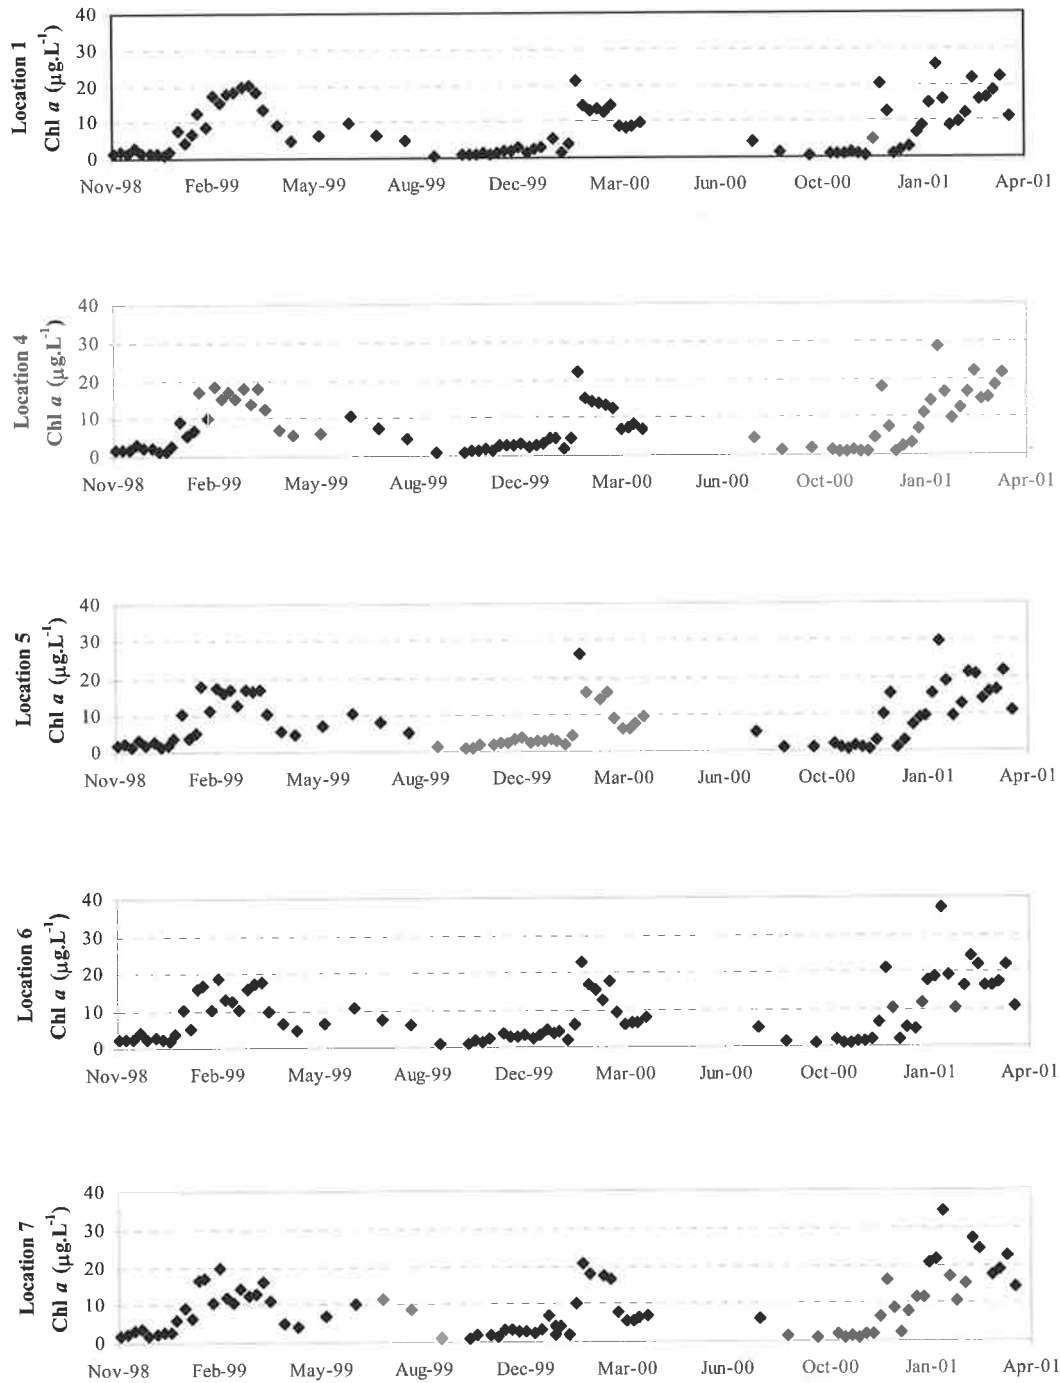 Location 1
Chl a (µg.L⁻¹)
40
30
20
10
0
Nov-98 Feb-99 May-99 Aug-99 Dec-99 Mar-00 Jun-00 Oct-00 Jan-01 Apr-01
Location 4
Chl a (µg.L⁻¹)
40
30
20
10
0
Nov-98 Feb-99 May-99 Aug-99 Dec-99 Mar-00 Jun-00 Oct-00 Jan-01 Apr-01
Location 5
Chl a (µg.L⁻¹)
40
30
20
10
0
Nov-98 Feb-99 May-99 Aug-99 Dec-99 Mar-00 Jun-00 Oct-00 Jan-01 Apr-01
Location 6
Chl a (µg.L⁻¹)
40
30
20
10
0
Nov-98 Feb-99 May-99 Aug-99 Dec-99 Mar-00 Jun-00 Oct-00 Jan-01 Apr-01
Location 7
Chl a (µg.L⁻¹)
40
30
20
10
0
Nov-98 Feb-99 May-99 Aug-99 Dec-99 Mar-00 Jun-00 Oct-00 Jan-01 Apr-01